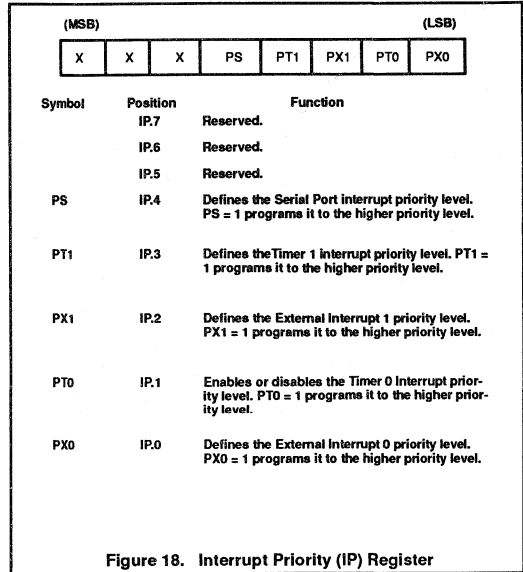 (MSB) (LSB)
X X X PS PT1 PX1 PT0 PX0
Symbol Position Function
IP.7 Reserved.
IP.6 Reserved.
IP.5 Reserved.
PS IP.4 Defines the Serial Port interrupt priority level.
PS = 1 programs it to the higher priority level.
PT1 IP.3 Defines theTimer 1 interrupt priority level. PT1 =
1 programs it to the higher priority level.
PX1 IP.2 Defines the External Interrupt 1 priority level.
PX1 = 1 programs it to the higher priority level.
PT0 IP.1 Enables or disables the Timer 0 Interrupt prior-
ity level. PT0 = 1 programs it to the higher prior-
ity level.
PX0 IP.0 Defines the External Interrupt 0 priority level.
PX0 = 1 programs it to the higher priority level.
Figure 18. Interrupt Priority (IP) Register